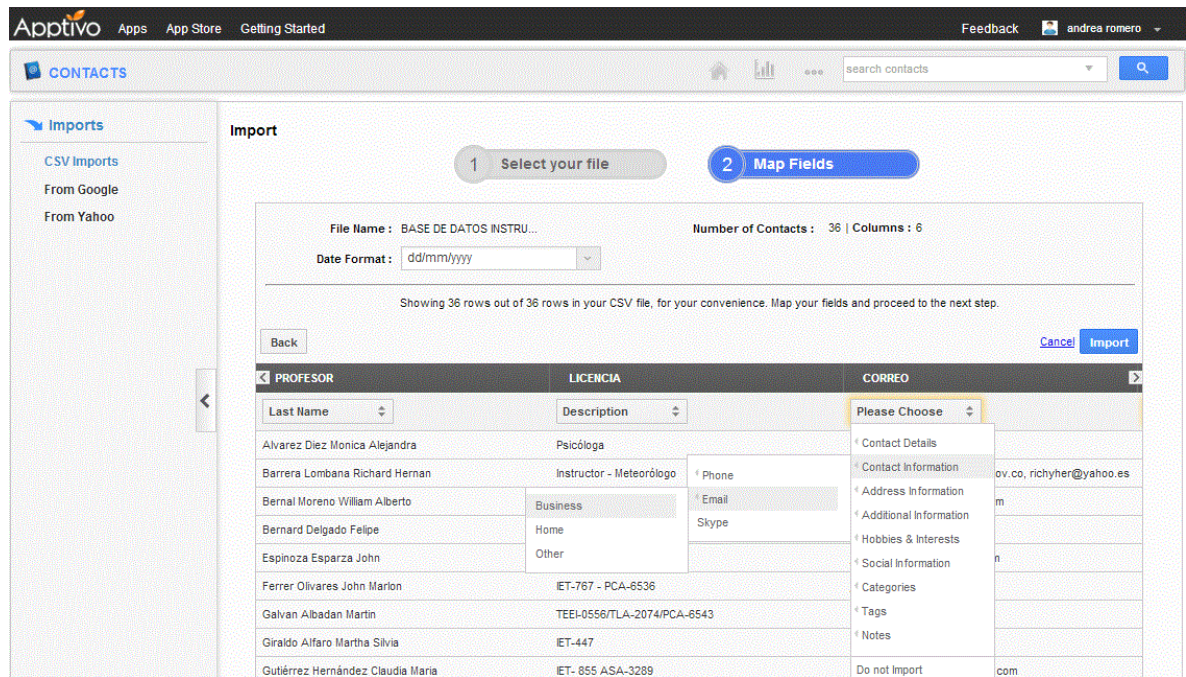 Apptivo Apps App Store Getting Started Feedback andrea romero
CONTACTS search contacts
Imports
CSV Imports
From Google
From Yahoo
Import
1 Select your file 2 Map Fields
File Name : BASE DE DATOS INSTRU... Number of Contacts : 36 | Columns : 6
Date Format : dd/mm/yyyy
Showing 36 rows out of 36 rows in your CSV file, for your convenience. Map your fields and proceed to the next step.
Back Cancel Import
PROFESOR LICENCIA CORREO
Last Name Description Please Choose
Alvarez Diez Monica Alejandra Psicóloga
Barrera Lombana Richard Hernan Instructor - Meteorólogo ov.co, richyher@yahoo.es
Bernal Moreno William Alberto m
Bernard Delgado Felipe
Espinoza Esparza John n
Ferrer Olivares John Marlon IET-767 - PCA-6536
Galvan Albadan Martin TEEI-0556/TLA-2074/PCA-6543
Giraldo Alfaro Martha Silvia IET-447
Gutiérrez Hernández Claudia Maria IET- 855 ASA-3289 com
Contact Details
Contact Information
Address Information
Additional Information
Hobbies & Interests
Social Information
Categories
Tags
Notes
Do not Import
Phone
Email
Skype
Business
Home
Other